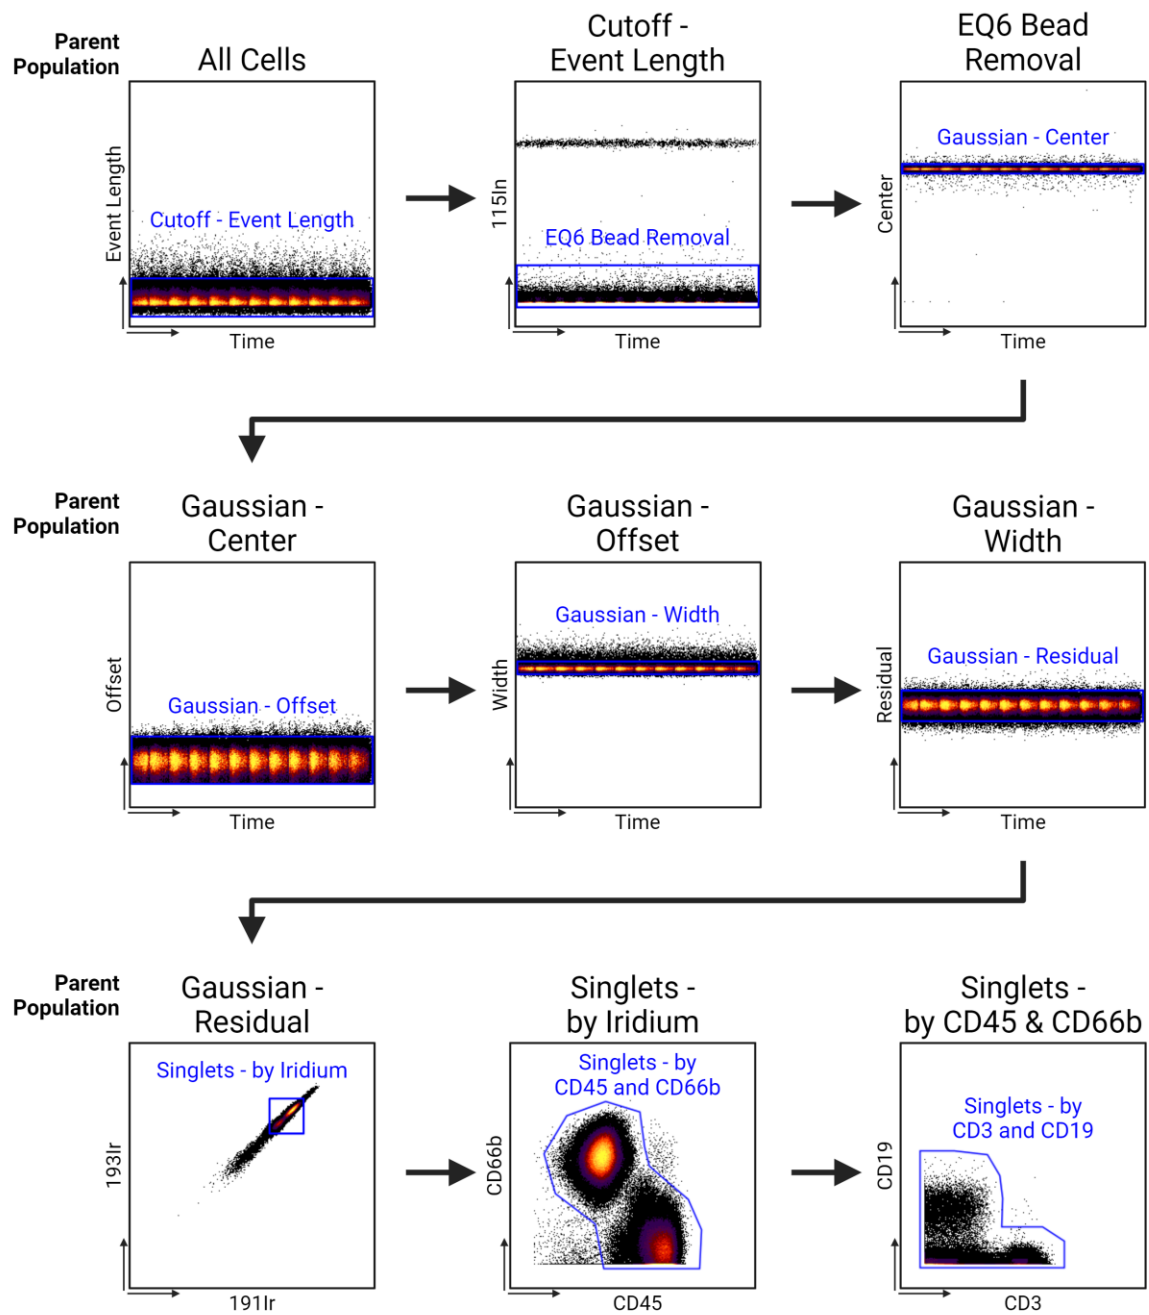 Parent
Population
All Cells
Cutoff -
Event Length
EQ6 Bead
Removal
Event Length
Cutoff - Event Length
Time
115In
EQ6 Bead Removal
Time
Center
Gaussian - Center
Time
Parent
Population
Gaussian -
Center
Gaussian -
Offset
Gaussian -
Width
Offset
Gaussian - Offset
Time
Width
Gaussian - Width
Time
Residual
Gaussian - Residual
Time
Parent
Population
Gaussian -
Residual
Singlets -
by Iridium
Singlets -
by CD45 & CD66b
193Ir
Singlets - by Iridium
191Ir
CD66b
Singlets - by
CD45 and CD66b
CD45
CD19
Singlets - by
CD3 and CD19
CD3